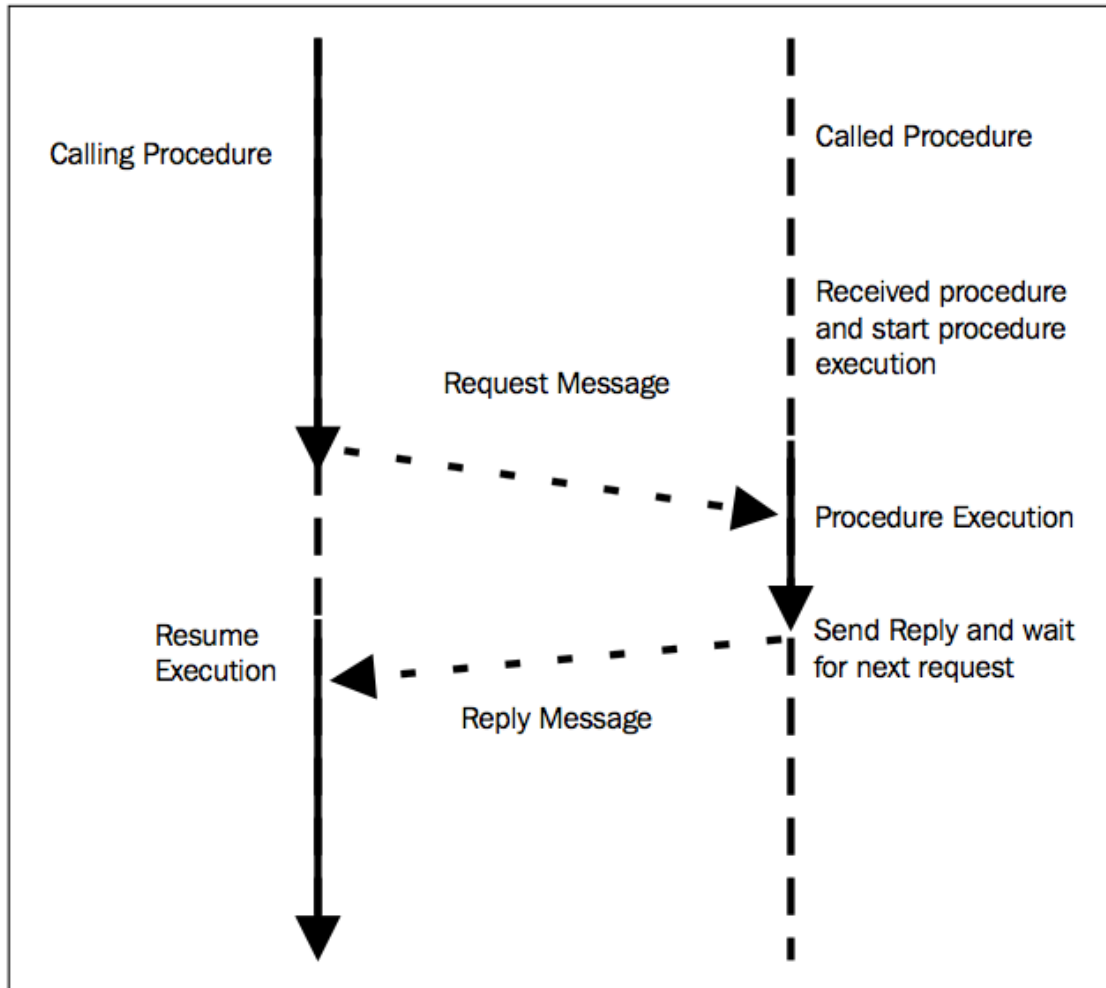 Calling Procedure
Called Procedure
Received procedure
and start procedure
execution
Request Message
Procedure Execution
Resume
Execution
Send Reply and wait
for next request
Reply Message